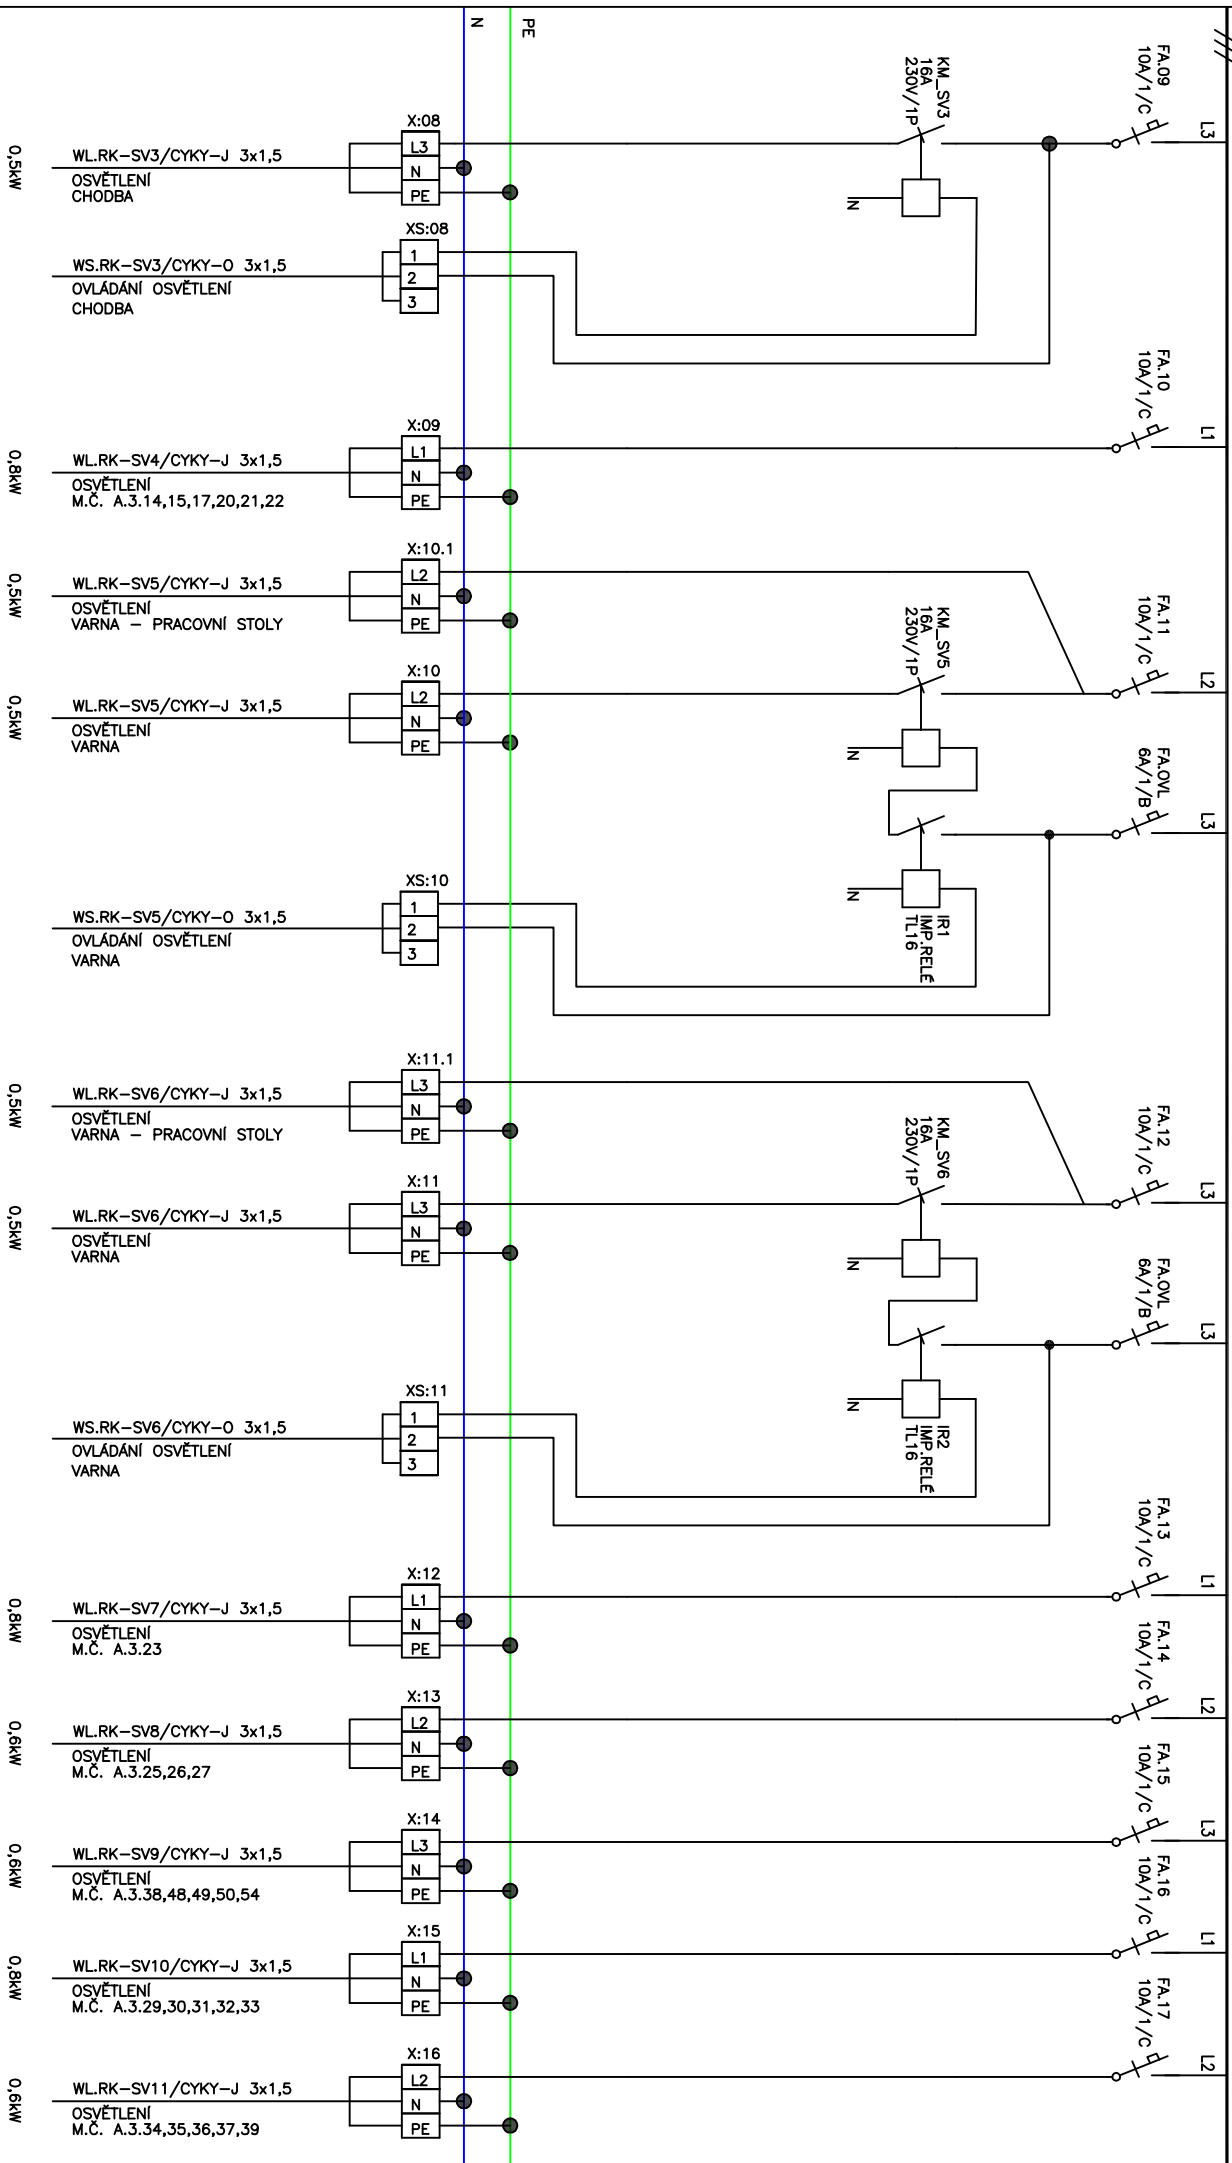 N
PE
FA.09
10A/1/C
L3
KM_SV3
16A
230V/1P
N
X:08
L3
N
PE
WL.RK-SV3/CYKY-J 3x1,5
OSVĚTLENÍ
CHODBA
0,5kW
XS:08
1
2
3
WS.RK-SV3/CYKY-O 3x1,5
OVLÁDÁNÍ OSVĚTLENÍ
CHODBA
FA.10
10A/1/C
L1
X:09
L1
N
PE
WL.RK-SV4/CYKY-J 3x1,5
OSVĚTLENÍ
M.Č. A.3.14,15,17,20,21,22
0,8kW
X:10.1
L2
N
PE
WL.RK-SV5/CYKY-J 3x1,5
OSVĚTLENÍ
VARNA - PRACOVNÍ STOLY
0,5kW
FA.11
10A/1/C
L2
KM_SV5
16A
230V/1P
N
X:10
L2
N
PE
WL.RK-SV5/CYKY-J 3x1,5
OSVĚTLENÍ
VARNA
0,5kW
FA.OVL
6A/1/B
L3
IR1
IMP.RELÉ
TL16
N
XS:10
1
2
3
WS.RK-SV5/CYKY-O 3x1,5
OVLÁDÁNÍ OSVĚTLENÍ
VARNA
X:11.1
L3
N
PE
WL.RK-SV6/CYKY-J 3x1,5
OSVĚTLENÍ
VARNA - PRACOVNÍ STOLY
0,5kW
FA.12
10A/1/C
L3
KM_SV6
16A
230V/1P
N
X:11
L3
N
PE
WL.RK-SV6/CYKY-J 3x1,5
OSVĚTLENÍ
VARNA
0,5kW
FA.OVL
6A/1/B
L3
IR2
IMP.RELÉ
TL16
N
XS:11
1
2
3
WS.RK-SV6/CYKY-O 3x1,5
OVLÁDÁNÍ OSVĚTLENÍ
VARNA
FA.13
10A/1/C
L1
X:12
L1
N
PE
WL.RK-SV7/CYKY-J 3x1,5
OSVĚTLENÍ
M.Č. A.3.23
0,8kW
FA.14
10A/1/C
L2
X:13
L2
N
PE
WL.RK-SV8/CYKY-J 3x1,5
OSVĚTLENÍ
M.Č. A.3.25,26,27
0,6kW
FA.15
10A/1/C
L3
X:14
L3
N
PE
WL.RK-SV9/CYKY-J 3x1,5
OSVĚTLENÍ
M.Č. A.3.38,48,49,50,54
0,6kW
FA.16
10A/1/C
L1
X:15
L1
N
PE
WL.RK-SV10/CYKY-J 3x1,5
OSVĚTLENÍ
M.Č. A.3.29,30,31,32,33
0,8kW
FA.17
10A/1/C
L2
X:16
L2
N
PE
WL.RK-SV11/CYKY-J 3x1,5
OSVĚTLENÍ
M.Č. A.3.34,35,36,37,39
0,6kW